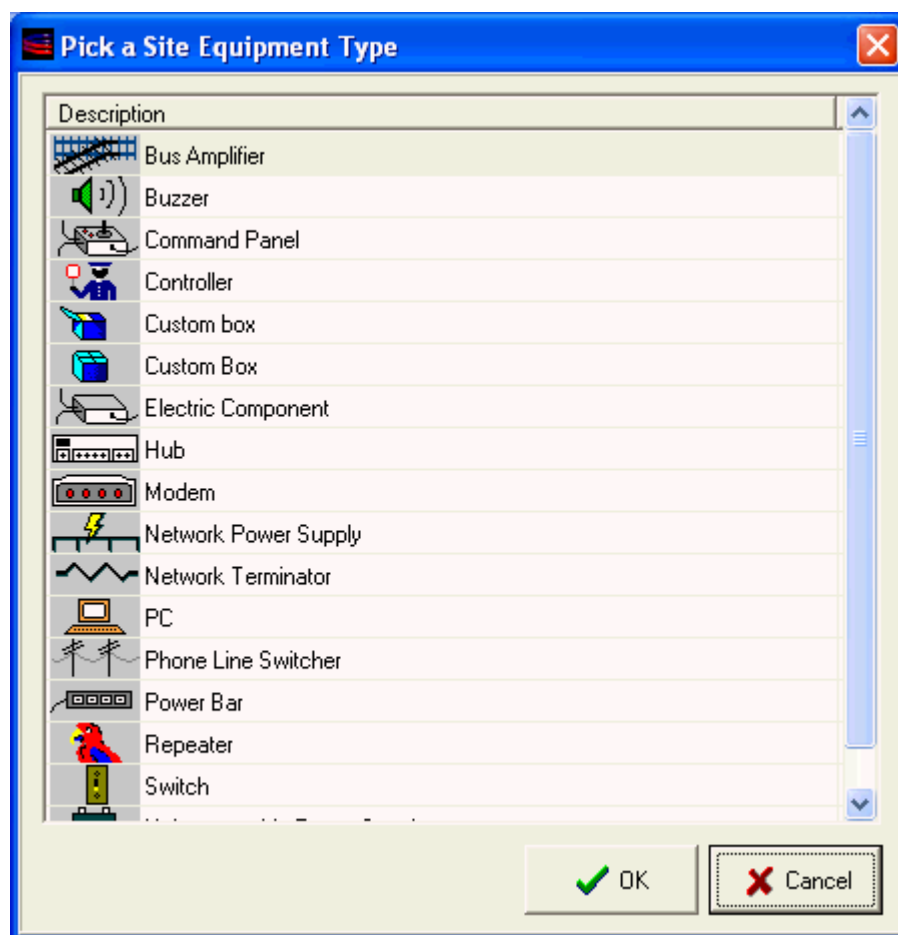 Pick a Site Equipment Type
Description
Bus Amplifier
Buzzer
Command Panel
Controller
Custom box
Custom Box
Electric Component
Hub
Modem
Network Power Supply
Network Terminator
PC
Phone Line Switcher
Power Bar
Repeater
Switch
OK
Cancel